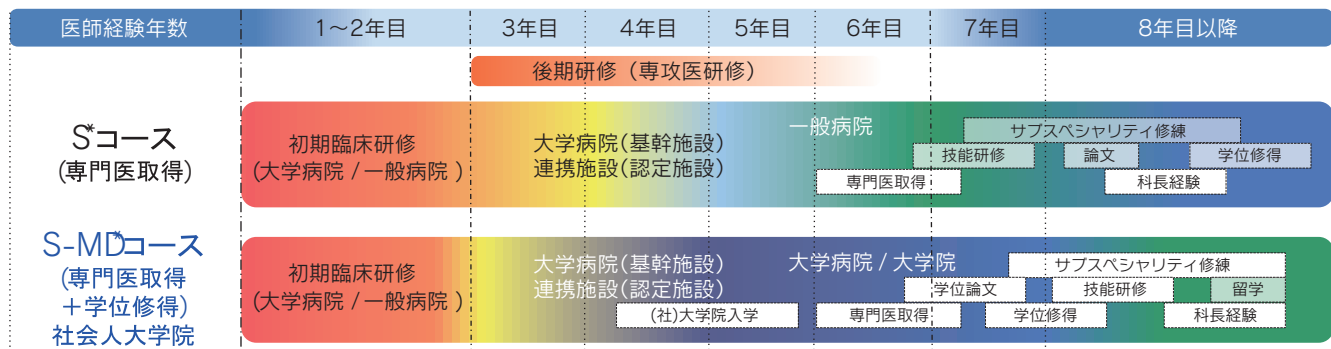 医師経験年数 1〜2年目 3年目 4年目 5年目 6年目 7年目 8年目以降
後期研修（専攻医研修）
S*コース
(専門医取得)
初期臨床研修
(大学病院 / 一般病院 )
大学病院(基幹施設)
連携施設(認定施設)
一般病院
サブスペシャリティ修練
技能研修
論文
学位修得
専門医取得
科長経験
S-MD*コース
(専門医取得
＋学位修得)
社会人大学院
初期臨床研修
(大学病院 / 一般病院 )
大学病院(基幹施設)
連携施設(認定施設)
大学病院 / 大学院
サブスペシャリティ修練
学位論文
技能研修
留学
(社)大学院入学
専門医取得
学位修得
科長経験